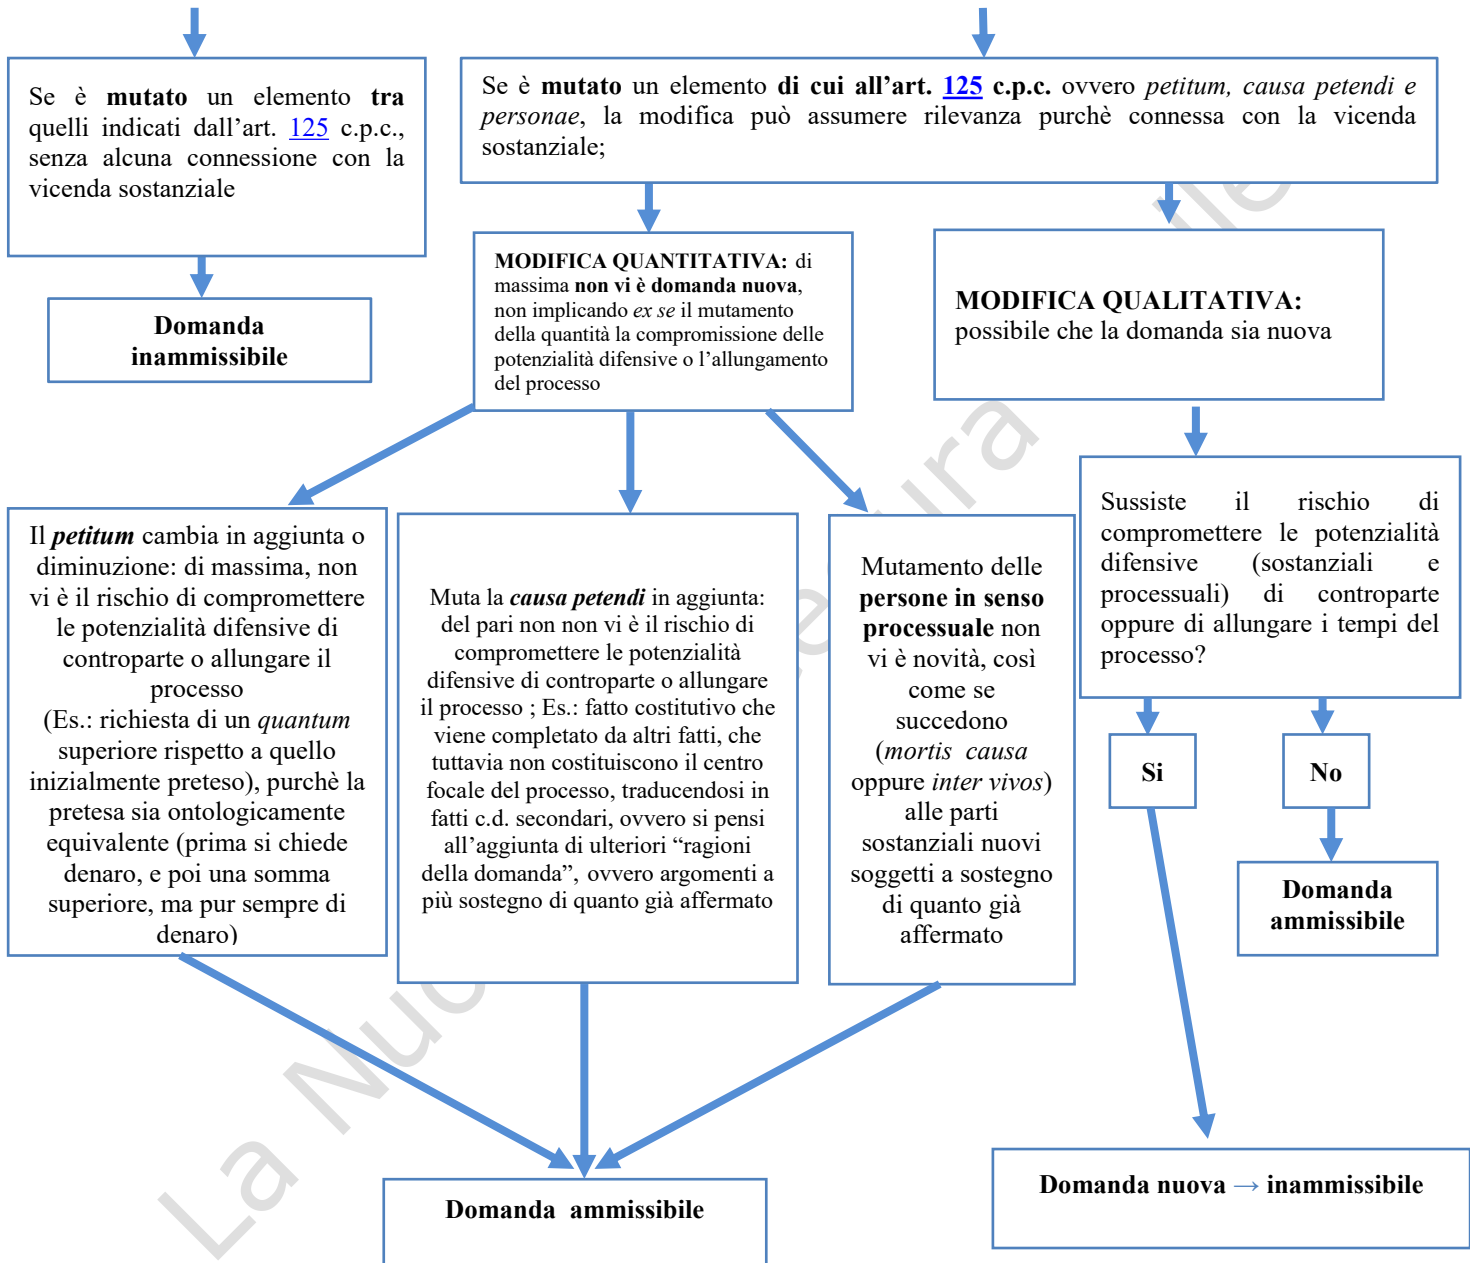 Se è mutato un elemento tra
quelli indicati dall'art. 125 c.p.c.,
senza alcuna connessione con la
vicenda sostanziale
Se è mutato un elemento di cui all'art. 125 c.p.c. ovvero petitum, causa petendi e
personae, la modifica può assumere rilevanza purchè connessa con la vicenda
sostanziale;
Domanda
inammissibile
MODIFICA QUANTITATIVA: di
massima non vi è domanda nuova,
non implicando ex se il mutamento
della quantità la compromissione delle
potenzialità difensive o l'allungamento
del processo
MODIFICA QUALITATIVA:
possibile che la domanda sia nuova
Il petitum cambia in aggiunta o
diminuzione: di massima, non
vi è il rischio di compromettere
le potenzialità difensive di
controparte o allungare il
processo
(Es.: richiesta di un quantum
superiore rispetto a quello
inizialmente preteso), purchè la
pretesa sia ontologicamente
equivalente (prima si chiede
denaro, e poi una somma
superiore, ma pur sempre di
denaro)
Muta la causa petendi in aggiunta:
del pari non non vi è il rischio di
compromettere le potenzialità
difensive di controparte o allungare
il processo ; Es.: fatto costitutivo che
viene completato da altri fatti, che
tuttavia non costituiscono il centro
focale del processo, traducendosi in
fatti c.d. secondari, ovvero si pensi
all'aggiunta di ulteriori “ragioni
della domanda”, ovvero argomenti a
più sostegno di quanto già affermato
Mutamento delle
persone in senso
processuale non
vi è novità, così
come se
succedono
(mortis causa
oppure inter vivos)
alle parti
sostanziali nuovi
soggetti a sostegno
di quanto già
affermato
Sussiste il rischio di
compromettere le potenzialità
difensive (sostanziali e
processuali) di controparte
oppure di allungare i tempi del
processo?
Si
No
Domanda
ammissibile
Domanda ammissibile
Domanda nuova → inammissibile
La